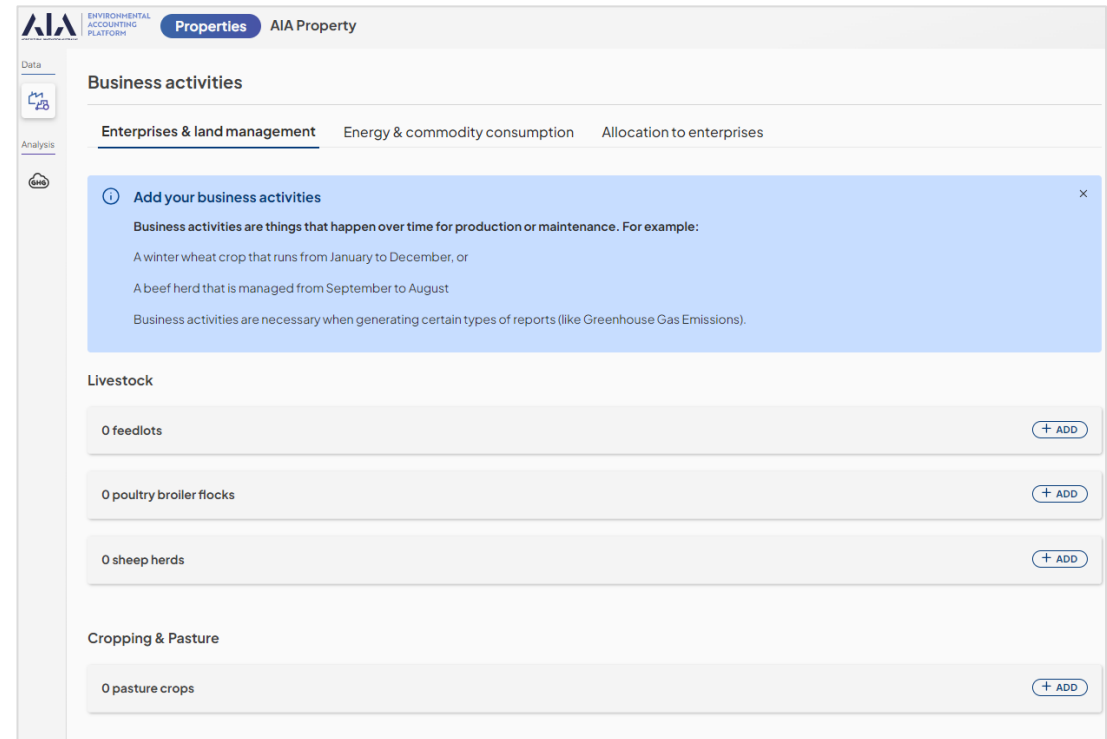 AIA
ENVIRONMENTAL
ACCOUNTING
PLATFORM
Properties
AIA Property
Data
Analysis
GHG
Business activities
Enterprises & land management
Energy & commodity consumption
Allocation to enterprises
Add your business activities
Business activities are things that happen over time for production or maintenance. For example:
A winter wheat crop that runs from January to December, or
A beef herd that is managed from September to August
Business activities are necessary when generating certain types of reports (like Greenhouse Gas Emissions).
Livestock
0 feedlots
+ ADD
0 poultry broiler flocks
+ ADD
0 sheep herds
+ ADD
Cropping & Pasture
0 pasture crops
+ ADD